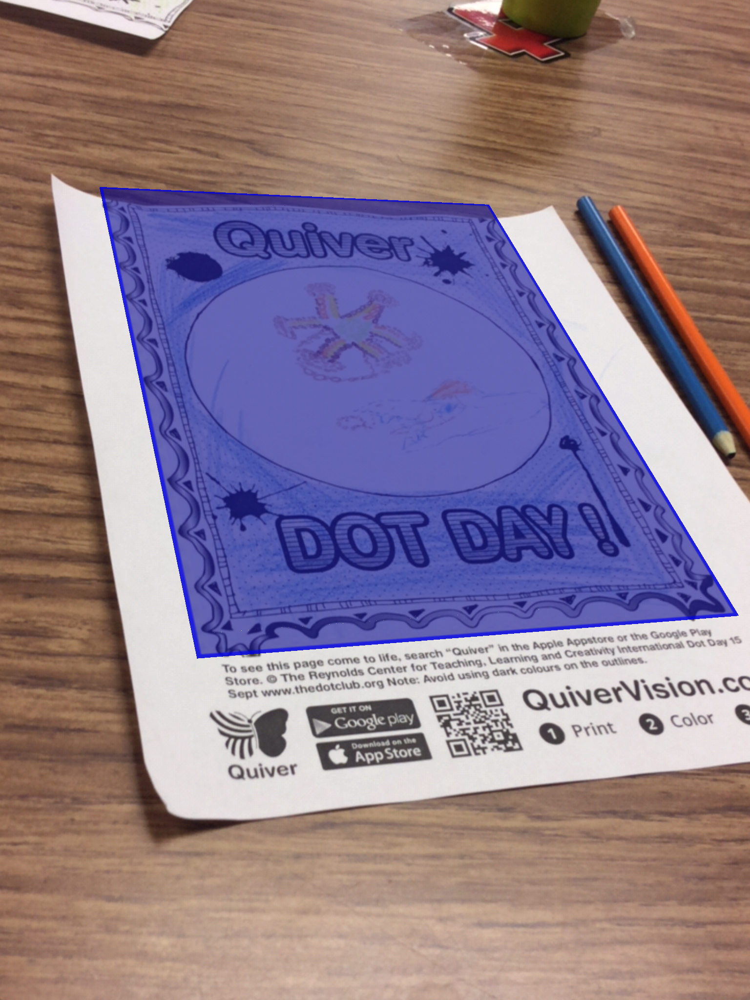 Quiver
DOT DAY!
To see this page come to life, search “Quiver” in the Apple Appstore or the Google Play
Store. © The Reynolds Center for Teaching, Learning and Creativity International Dot Day 15
Sept www.thedotclub.org Note: Avoid using dark colours on the outlines.
QuiverVision.co
GET IT ON
Google play
Download on the
App Store
1 Print 2 Color 3
Quiver